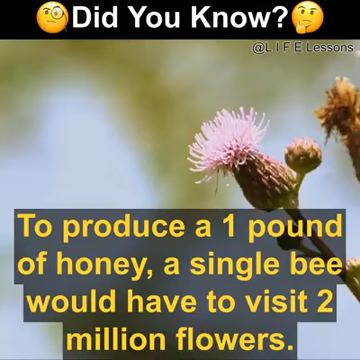 🧐Did You Know?🤔
@L I F E Lessons
To produce a 1 pound
of honey, a single bee
would have to visit 2
million flowers.